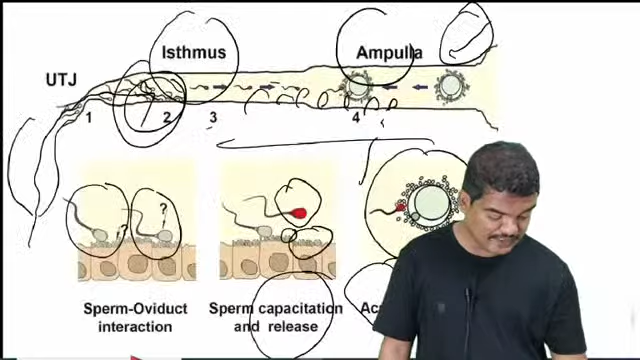 Isthmus
Ampulla
UTJ
1
2
3
4
?
?
Sperm-Oviduct
interaction
Sperm capacitation
and release